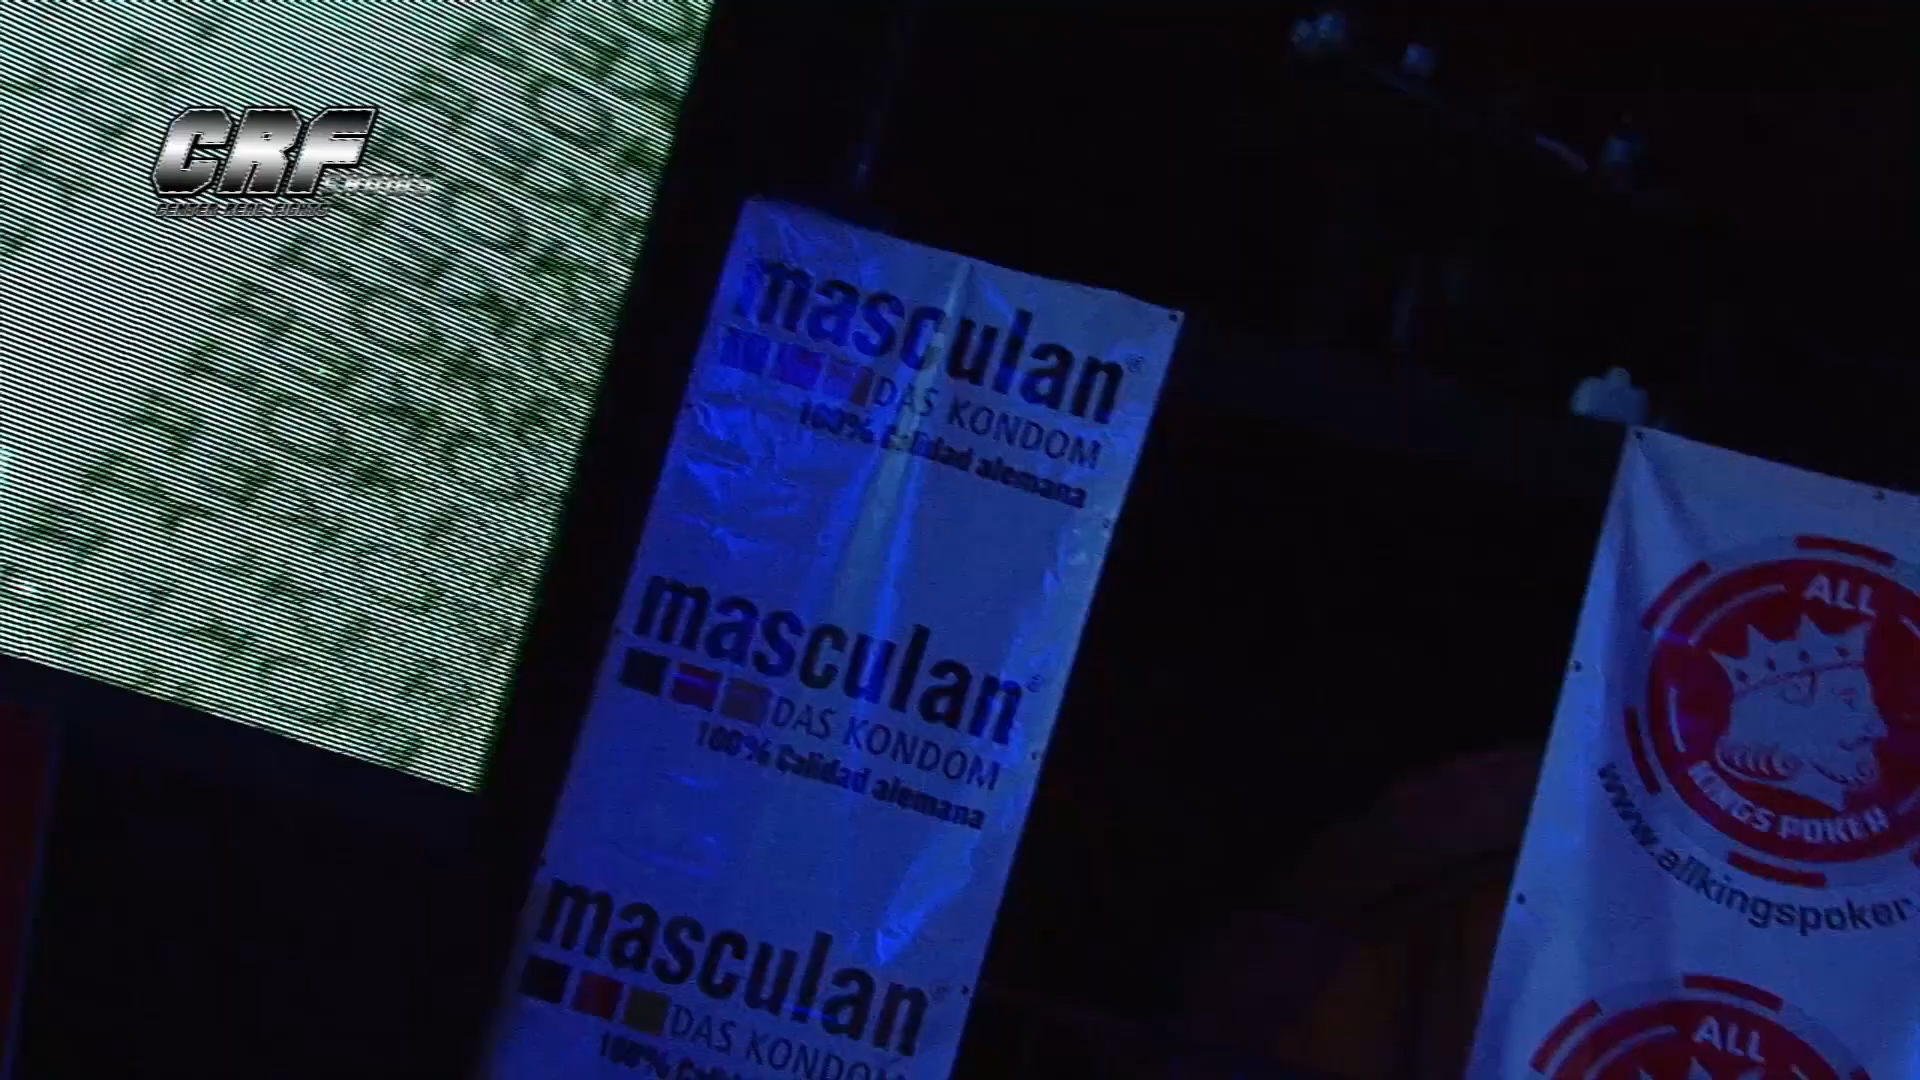 CRF
masculan®
DAS KONDOM
100% Calidad alemana
masculan®
DAS KONDOM
100% Calidad alemana
masculan
DAS KONDOM
100%
ALL
KINGS POKER
www.allkingspoker.
ALL